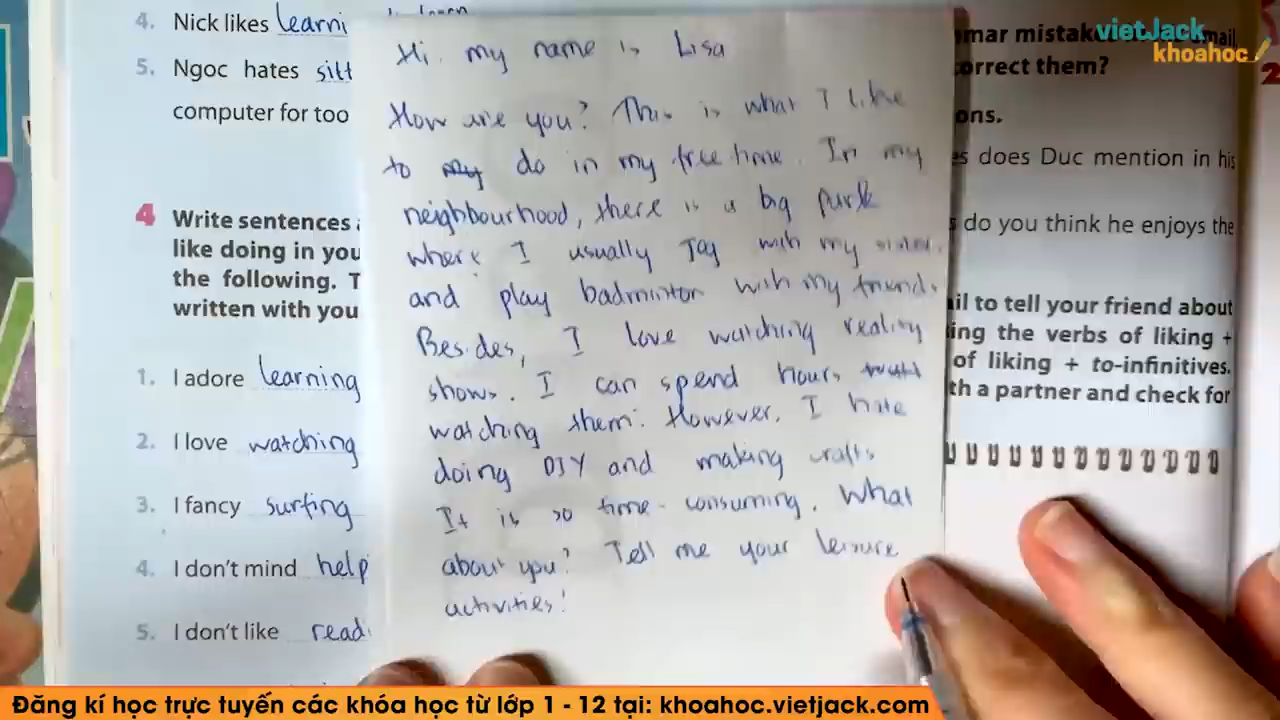 4. Nick likes learni
5. Ngoc hates sitt
computer for too
4 Write sentences
like doing in you
the following. T
written with you
1. I adore learning
2. I love watching
3. I fancy surfing
4. I don't mind help
5. I don't like read
Hi, my name is Lisa
How are you? This is what I like
to my do in my free time. In my
neighbourhood, there is a big park
where I usually jog with my sister
and play badminton with my friends.
Besides, I love watching reality
shows. I can spend hours
watching them. However, I hate
doing DIY and making crafts
It is so time-consuming. What
about you? Tell me your leisure
activities!
vietJack
khoahoc
mar mistak email,
orrect them?
ons.
es does Duc mention in his
s do you think he enjoys the
il to tell your friend about
ing the verbs of liking +
of liking + to-infinitives.
th a partner and check for
2
Đăng kí học trực tuyến các khóa học từ lớp 1 - 12 tại: khoahoc.vietjack.com